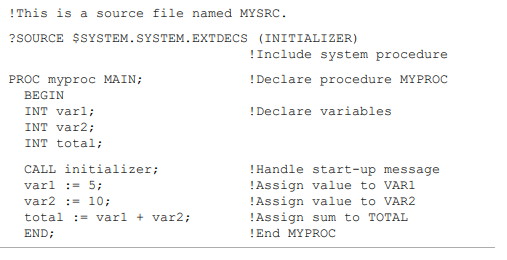 !This is a source file named MYSRC.
?SOURCE $SYSTEM.SYSTEM.EXTDECS (INITIALIZER)
!Include system procedure
PROC myproc MAIN; !Declare procedure MYPROC
BEGIN
INT var1; !Declare variables
INT var2;
INT total;
CALL initializer; !Handle start-up message
var1 := 5; !Assign value to VAR1
var2 := 10; !Assign value to VAR2
total := var1 + var2; !Assign sum to TOTAL
END; !End MYPROC